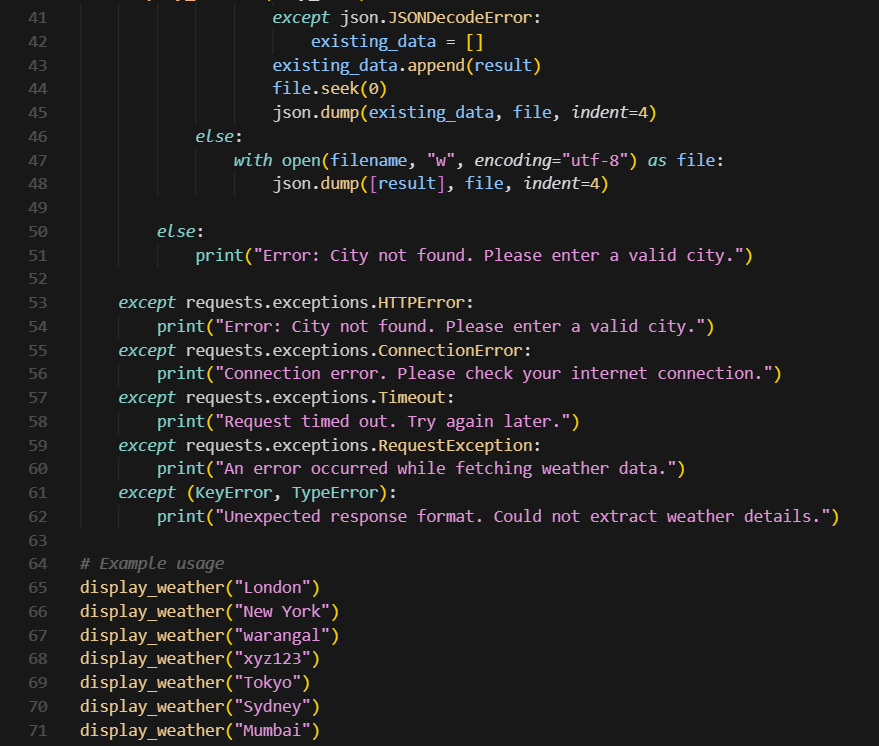 41 except json.JSONDecodeError:
42 existing_data = []
43 existing_data.append(result)
44 file.seek(0)
45 json.dump(existing_data, file, indent=4)
46 else:
47 with open(filename, "w", encoding="utf-8") as file:
48 json.dump([result], file, indent=4)
49
50 else:
51 print("Error: City not found. Please enter a valid city.")
52
53 except requests.exceptions.HTTPError:
54 print("Error: City not found. Please enter a valid city.")
55 except requests.exceptions.ConnectionError:
56 print("Connection error. Please check your internet connection.")
57 except requests.exceptions.Timeout:
58 print("Request timed out. Try again later.")
59 except requests.exceptions.RequestException:
60 print("An error occurred while fetching weather data.")
61 except (KeyError, TypeError):
62 print("Unexpected response format. Could not extract weather details.")
63
64 # Example usage
65 display_weather("London")
66 display_weather("New York")
67 display_weather("warangal")
68 display_weather("xyz123")
69 display_weather("Tokyo")
70 display_weather("Sydney")
71 display_weather("Mumbai")